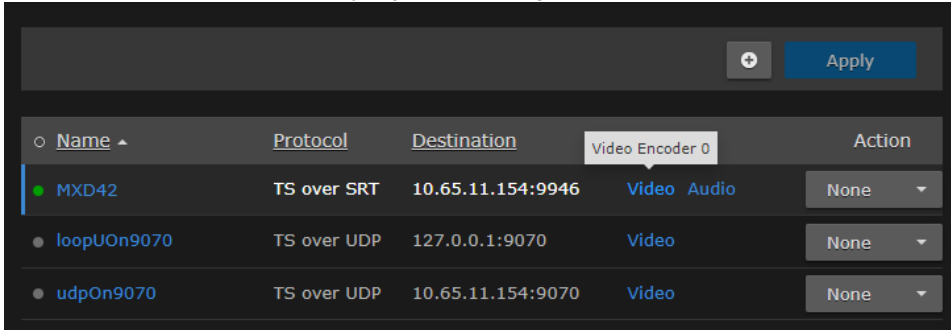 Apply
Name Protocol Destination Video Encoder 0 Action
MXD42 TS over SRT 10.65.11.154:9946 Video Audio None
loopUOn9070 TS over UDP 127.0.0.1:9070 Video None
udpOn9070 TS over UDP 10.65.11.154:9070 Video None